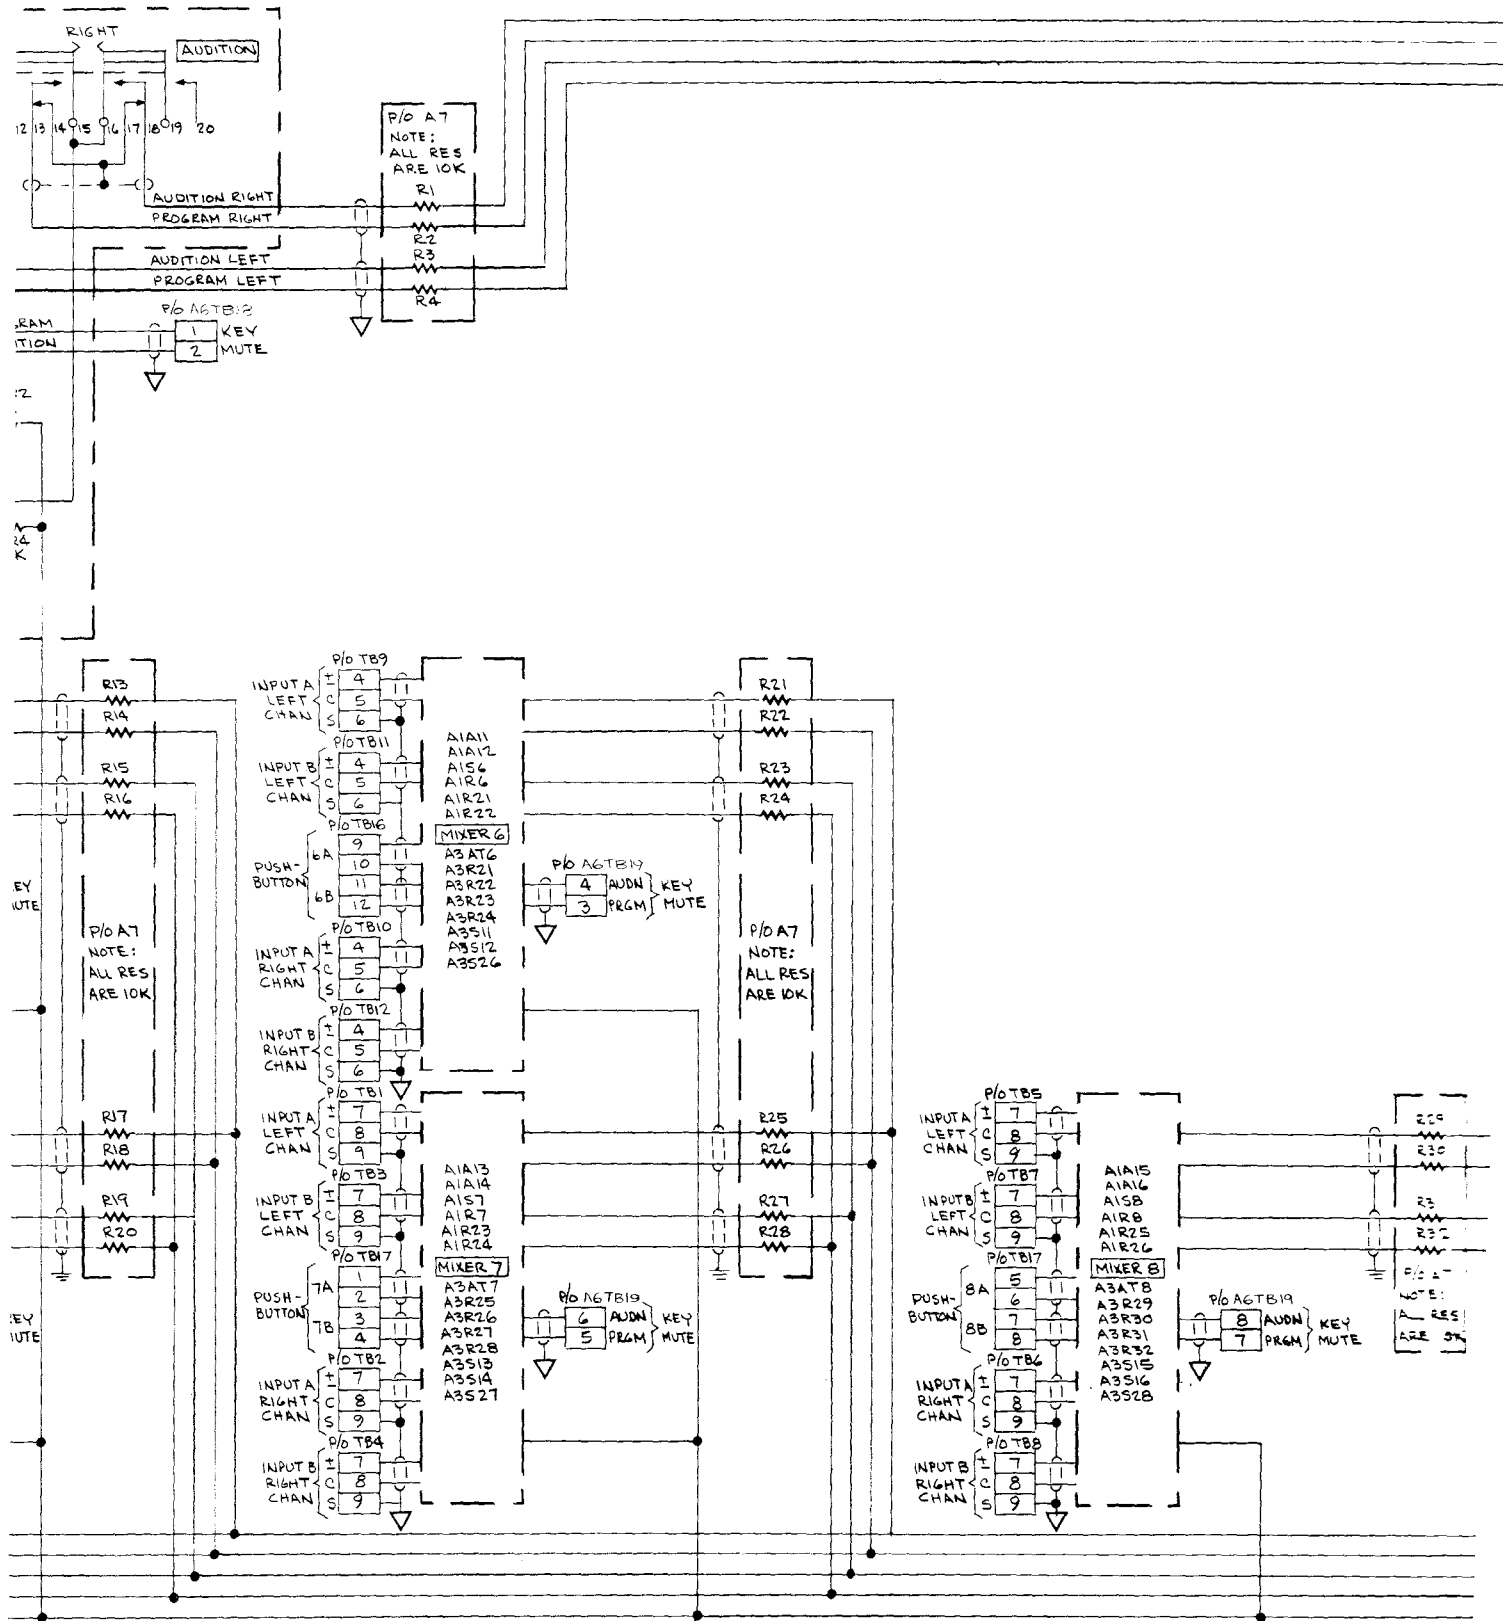 RIGHT
AUDITION
12 13 14 15 16 17 18 19 20
AUDITION RIGHT
PROGRAM RIGHT
AUDITION LEFT
PROGRAM LEFT
P/O A7
NOTE:
ALL RES
ARE 10K
R1
R2
R3
R4
P/O A6TB18
1 KEY
2 MUTE
RAM
ITION
R13
R14
R15
R16
P/O A7
NOTE:
ALL RES
ARE 10K
R17
R18
R19
R20
EY
UTE
EY
UTE
P/O TB9
INPUT A
LEFT
CHAN
± 4
C 5
S 6
P/O TB11
INPUT B
LEFT
CHAN
± 4
C 5
S 6
P/O TB16
PUSH-
BUTTON
6A
6B
9
10
11
12
P/O TB10
INPUT A
RIGHT
CHAN
± 4
C 5
S 6
P/O TB12
INPUT B
RIGHT
CHAN
± 4
C 5
S 6
A1A11
A1A12
A1S6
A1R6
A1R21
A1R22
MIXER 6
A3AT6
A3R21
A3R22
A3R23
A3R24
A3S11
A3S12
A3S26
P/O A6TB19
4 AUDN
3 PRGM
KEY
MUTE
R21
R22
R23
R24
P/O A7
NOTE:
ALL RES
ARE 10K
R25
R26
R27
R28
P/O TB1
INPUT A
LEFT
CHAN
± 7
C 8
S 9
P/O TB3
INPUT B
LEFT
CHAN
± 7
C 8
S 9
P/O TB17
PUSH-
BUTTON
7A
7B
1
2
3
4
P/O TB2
INPUT A
RIGHT
CHAN
± 7
C 8
S 9
P/O TB4
INPUT B
RIGHT
CHAN
± 7
C 8
S 9
A1A13
A1A14
A1S7
A1R7
A1R23
A1R24
MIXER 7
A3AT7
A3R25
A3R26
A3R27
A3R28
A3S13
A3S14
A3S27
P/O A6TB19
6 AUDN
5 PRGM
KEY
MUTE
P/O TB5
INPUT A
LEFT
CHAN
± 7
C 8
S 9
P/O TB7
INPUT B
LEFT
CHAN
± 7
C 8
S 9
P/O TB17
PUSH-
BUTTON
8A
8B
5
6
7
8
P/O TB6
INPUT A
RIGHT
CHAN
± 7
C 8
S 9
P/O TB8
INPUT B
RIGHT
CHAN
± 7
C 8
S 9
A1A15
A1A16
A1S8
A1R8
A1R25
A1R26
MIXER 8
A3AT8
A3R29
A3R30
A3R31
A3R32
A3S15
A3S16
A3S28
P/O A6TB19
8 AUDN
7 PRGM
KEY
MUTE
R29
R30
R3
R32
NOTE:
RES